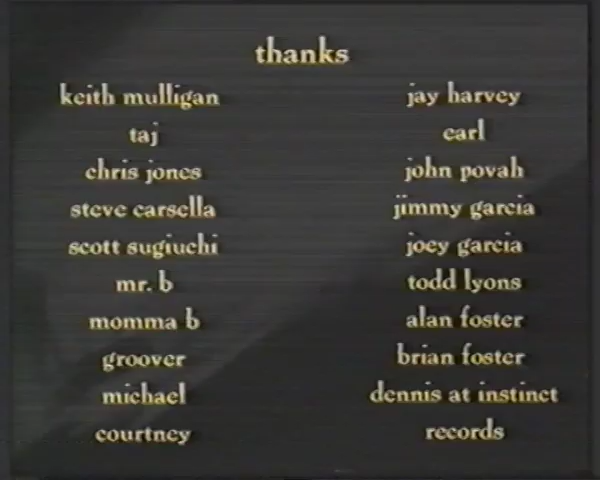 thanks
keith mulligan
taj
chris jones
steve carsella
scott sugiuchi
mr. b
momma b
groover
michael
courtney
jay harvey
carl
john povah
jimmy garcia
joey garcia
todd lyons
alan foster
brian foster
dennis at instinct
records